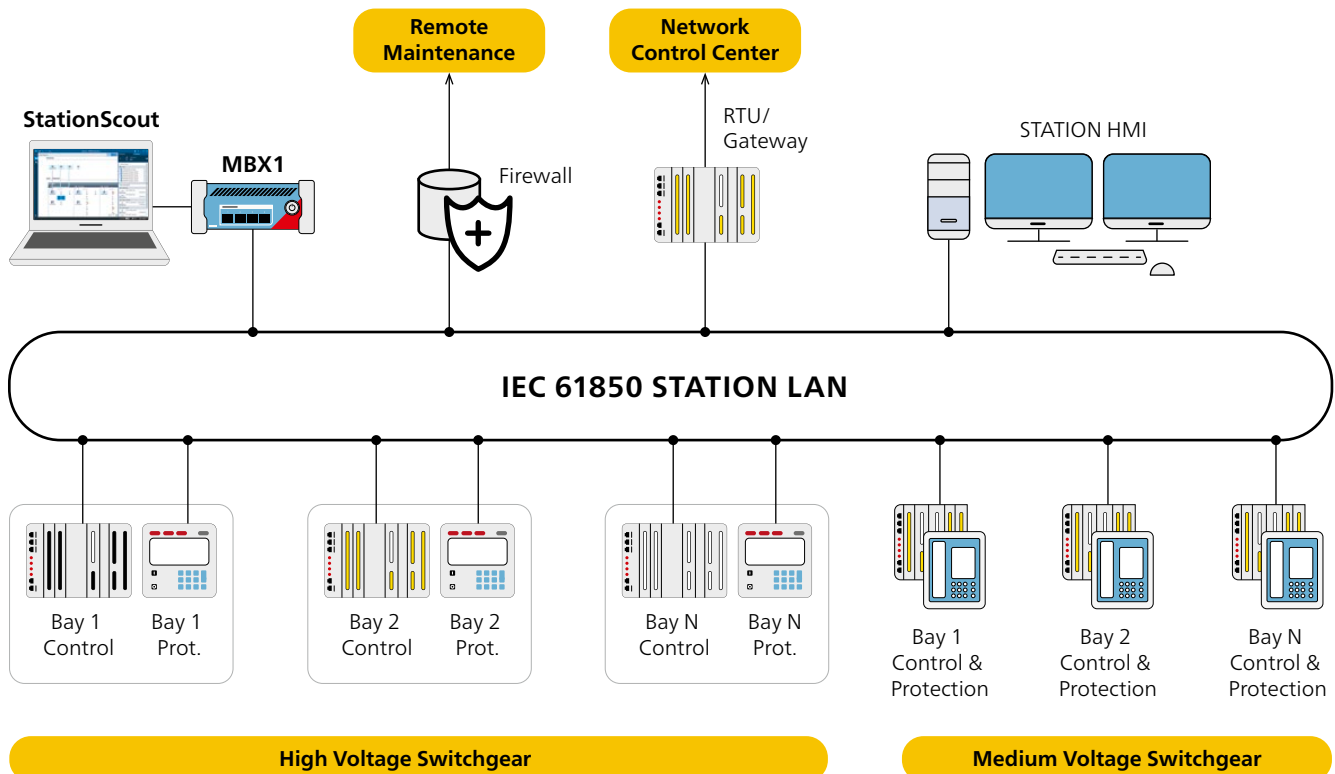 Remote
Maintenance
Network
Control Center
StationScout
MBX1
Firewall
RTU/
Gateway
STATION HMI
IEC 61850 STATION LAN
Bay 1
Control
Bay 1
Prot.
Bay 2
Control
Bay 2
Prot.
Bay N
Control
Bay N
Prot.
Bay 1
Control &
Protection
Bay 2
Control &
Protection
Bay N
Control &
Protection
High Voltage Switchgear
Medium Voltage Switchgear